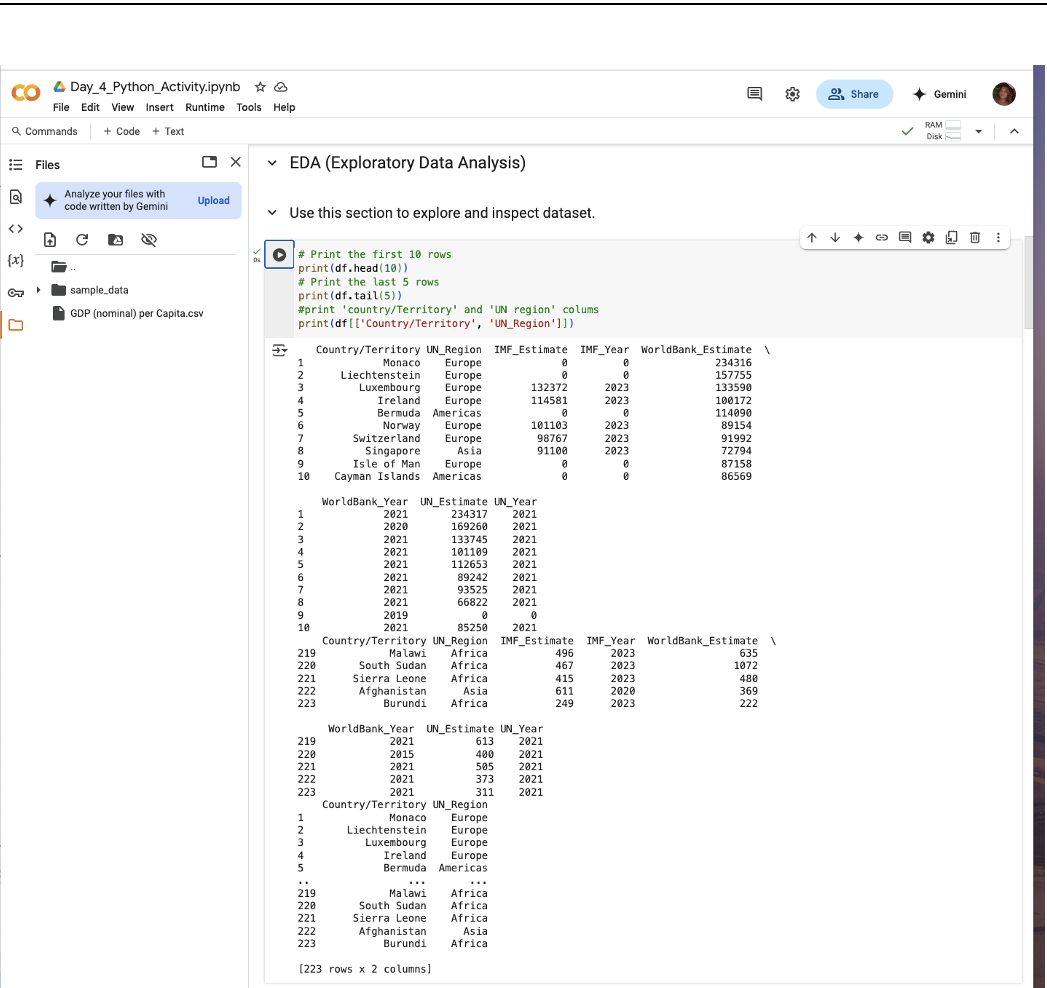 Day_4_Python_Activity.ipynb
File Edit View Insert Runtime Tools Help
Share
Gemini
Commands + Code + Text
RAM
Disk
Files
Analyze your files with
code written by Gemini
Upload
{x}
..
sample_data
GDP (nominal) per Capita.csv
EDA (Exploratory Data Analysis)
Use this section to explore and inspect dataset.
0s
# Print the first 10 rows
print(df.head(10))
# Print the last 5 rows
print(df.tail(5))
#print 'country/Territory' and 'UN region' colums
print(df[['Country/Territory', 'UN_Region']])
Country/Territory UN_Region IMF_Estimate IMF_Year WorldBank_Estimate \
1 Monaco Europe 0 0 234316
2 Liechtenstein Europe 0 0 157755
3 Luxembourg Europe 132372 2023 133590
4 Ireland Europe 114581 2023 100172
5 Bermuda Americas 0 0 114090
6 Norway Europe 101103 2023 89154
7 Switzerland Europe 98767 2023 91992
8 Singapore Asia 91100 2023 72794
9 Isle of Man Europe 0 0 87158
10 Cayman Islands Americas 0 0 86569
WorldBank_Year UN_Estimate UN_Year
1 2021 234317 2021
2 2020 169260 2021
3 2021 133745 2021
4 2021 101109 2021
5 2021 112653 2021
6 2021 89242 2021
7 2021 93525 2021
8 2021 66822 2021
9 2019 0 0
10 2021 85250 2021
Country/Territory UN_Region IMF_Estimate IMF_Year WorldBank_Estimate \
219 Malawi Africa 496 2023 635
220 South Sudan Africa 467 2023 1072
221 Sierra Leone Africa 415 2023 480
222 Afghanistan Asia 611 2020 369
223 Burundi Africa 249 2023 222
WorldBank_Year UN_Estimate UN_Year
219 2021 613 2021
220 2015 400 2021
221 2021 505 2021
222 2021 373 2021
223 2021 311 2021
Country/Territory UN_Region
1 Monaco Europe
2 Liechtenstein Europe
3 Luxembourg Europe
4 Ireland Europe
5 Bermuda Americas
.. ... ...
219 Malawi Africa
220 South Sudan Africa
221 Sierra Leone Africa
222 Afghanistan Asia
223 Burundi Africa
[223 rows x 2 columns]